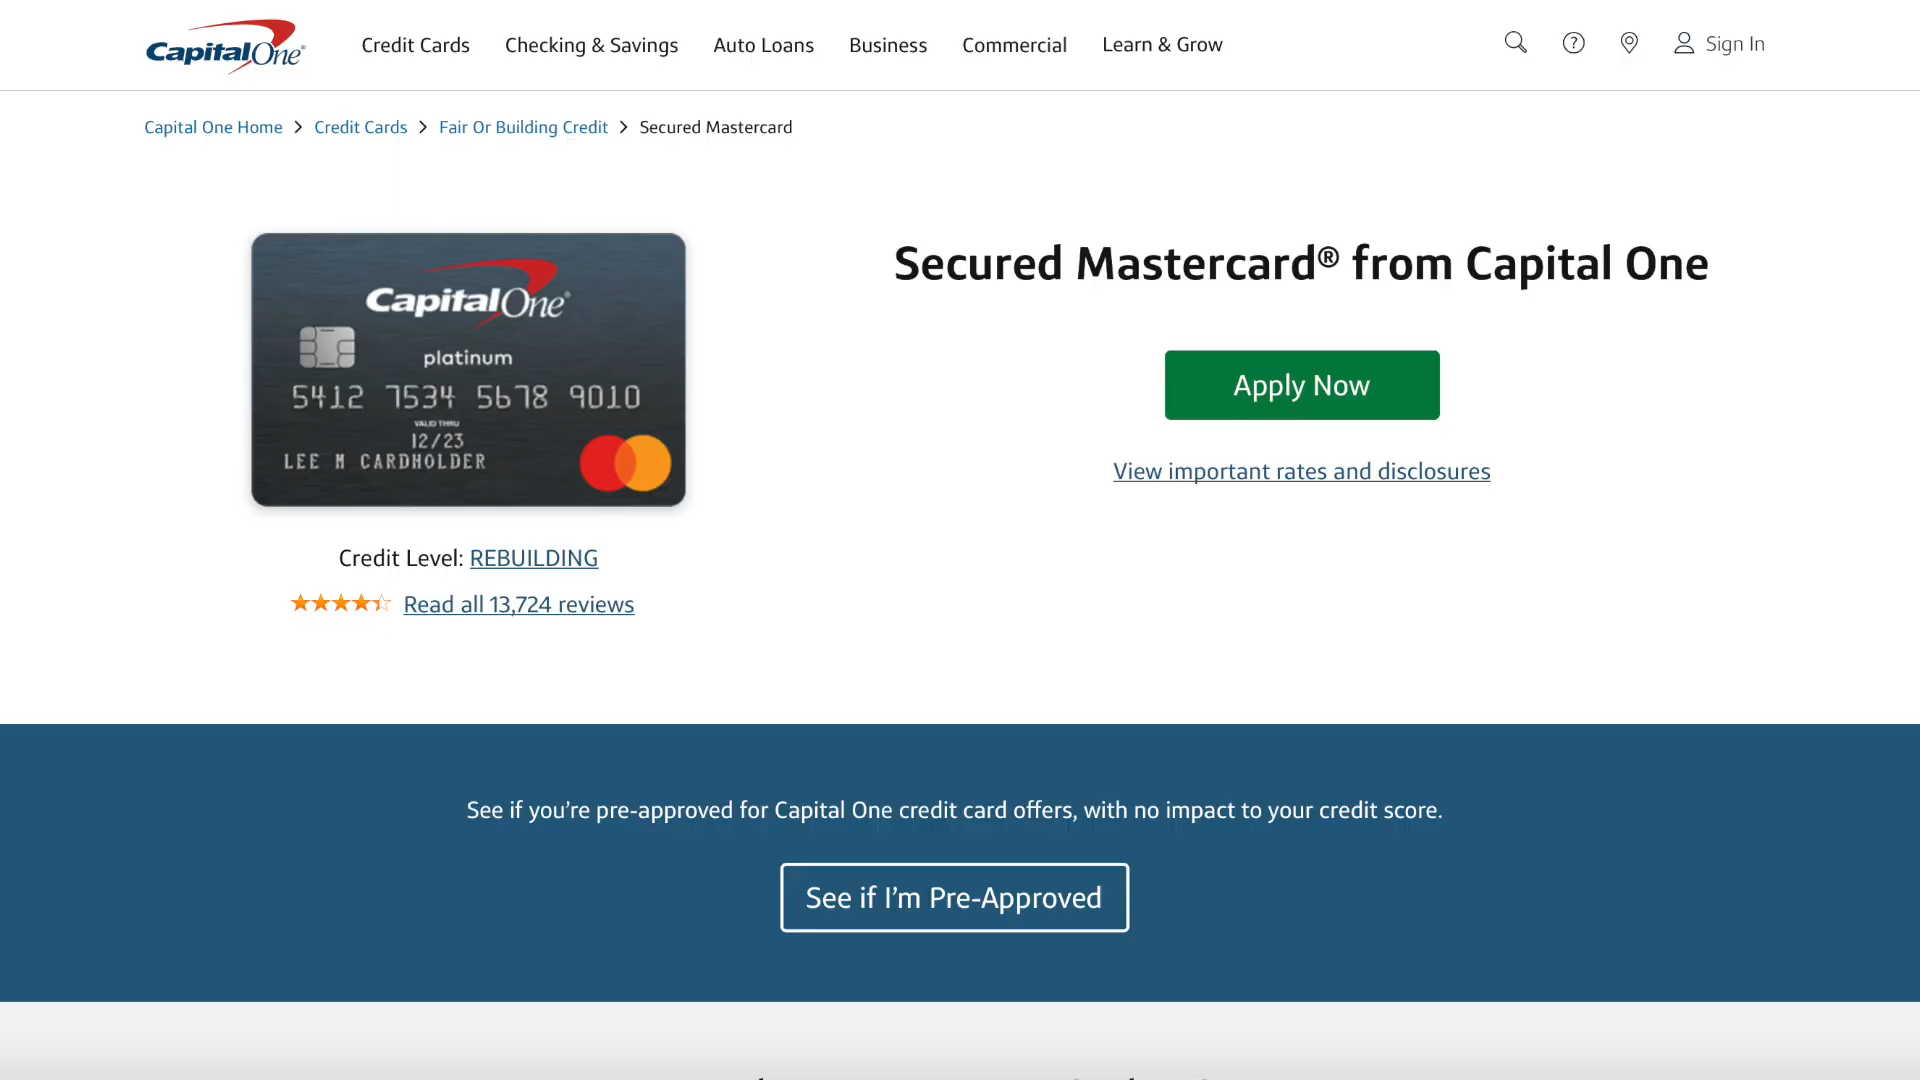 CapitalOne®
Credit Cards
Checking & Savings
Auto Loans
Business
Commercial
Learn & Grow
Sign In
Capital One Home > Credit Cards > Fair Or Building Credit > Secured Mastercard
CapitalOne®
platinum
5412 7534 5678 9010
VALID THRU
12/23
LEE M CARDHOLDER
Credit Level: REBUILDING
Read all 13,724 reviews
Secured Mastercard® from Capital One
Apply Now
View important rates and disclosures
See if you’re pre-approved for Capital One credit card offers, with no impact to your credit score.
See if I’m Pre-Approved